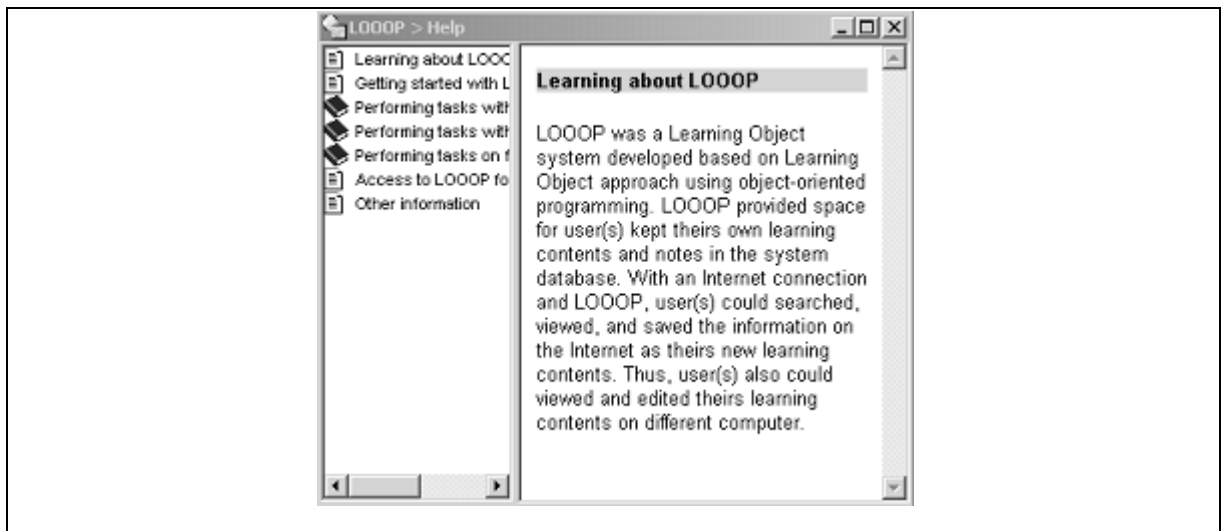 LOOOP > Help
Learning about LOOC
Getting started with L
Performing tasks with
Performing tasks with
Performing tasks on f
Access to LOOOP fo
Other information
Learning about LOOOP
LOOOP was a Learning Object
system developed based on Learning
Object approach using object-oriented
programming. LOOOP provided space
for user(s) kept theirs own learning
contents and notes in the system
database. With an Internet connection
and LOOOP, user(s) could searched,
viewed, and saved the information on
the Internet as theirs new learning
contents. Thus, user(s) also could
viewed and edited theirs learning
contents on different computer.